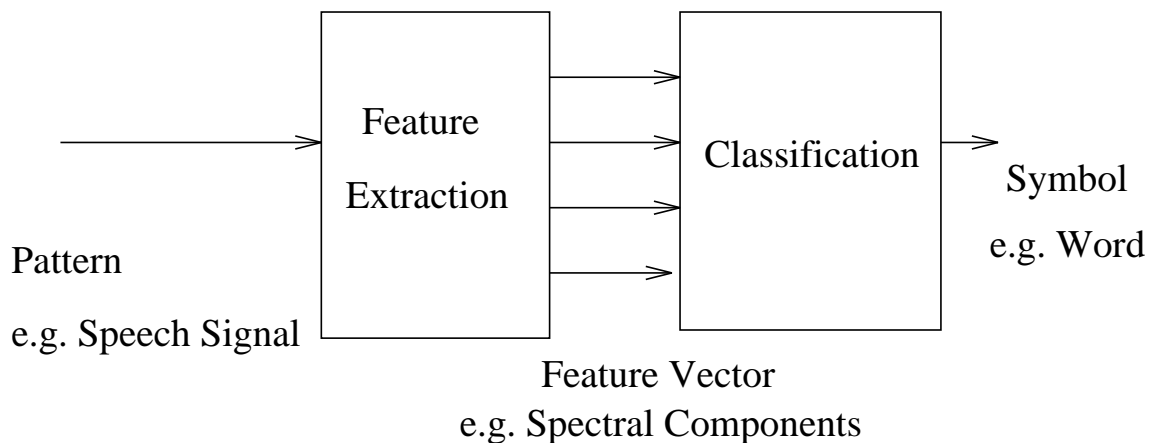 Pattern
e.g. Speech Signal
Feature
Extraction
Feature Vector
e.g. Spectral Components
Classification
Symbol
e.g. Word